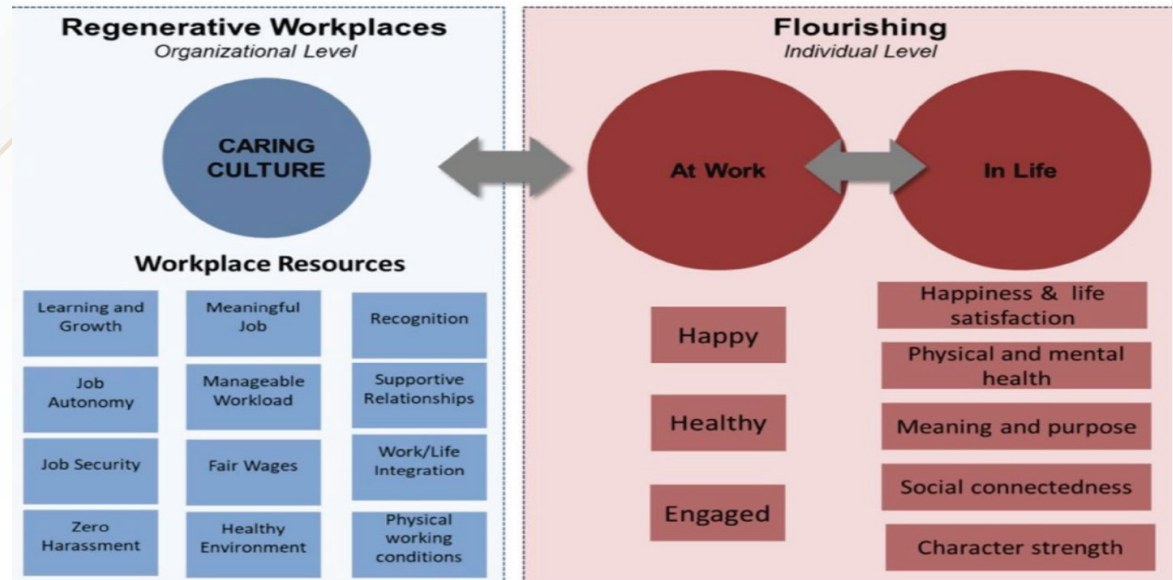 Regenerative Workplaces
Organizational Level
CARING
CULTURE
Workplace Resources
Learning and
Growth
Meaningful
Job
Recognition
Job
Autonomy
Manageable
Workload
Supportive
Relationships
Job Security
Fair Wages
Work/Life
Integration
Zero
Harassment
Healthy
Environment
Physical
working
conditions
Flourishing
Individual Level
At Work
In Life
Happy
Healthy
Engaged
Happiness & life
satisfaction
Physical and mental
health
Meaning and purpose
Social connectedness
Character strength